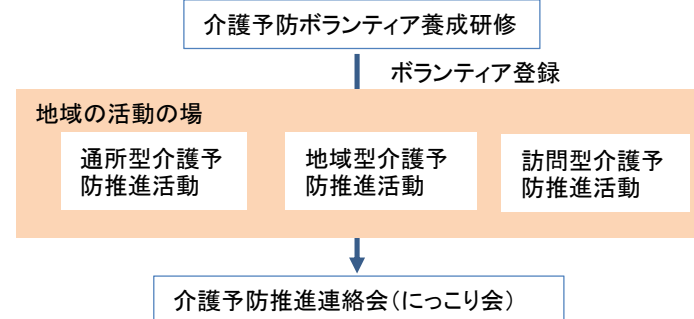 介護予防ボランティア養成研修
ボランティア登録
地域の活動の場
通所型介護予
防推進活動
地域型介護予
防推進活動
訪問型介護予
防推進活動
介護予防推進連絡会(にっこり会)